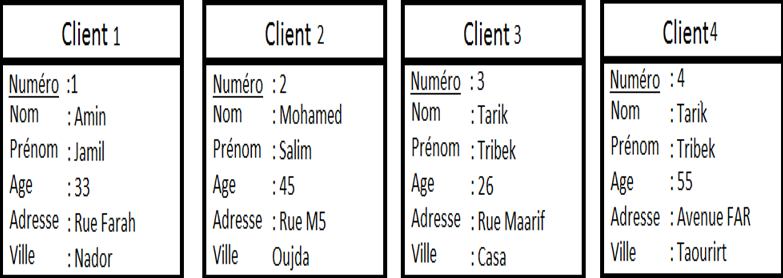 Client 1
Numéro :1
Nom : Amin
Prénom : Jamil
Age : 33
Adresse : Rue Farah
Ville : Nador
Client 2
Numéro : 2
Nom : Mohamed
Prénom : Salim
Age : 45
Adresse : Rue M5
Ville Oujda
Client 3
Numéro : 3
Nom : Tarik
Prénom : Tribek
Age : 26
Adresse : Rue Maarif
Ville : Casa
Client4
Numéro : 4
Nom : Tarik
Prénom : Tribek
Age : 55
Adresse : Avenue FAR
Ville : Taourirt